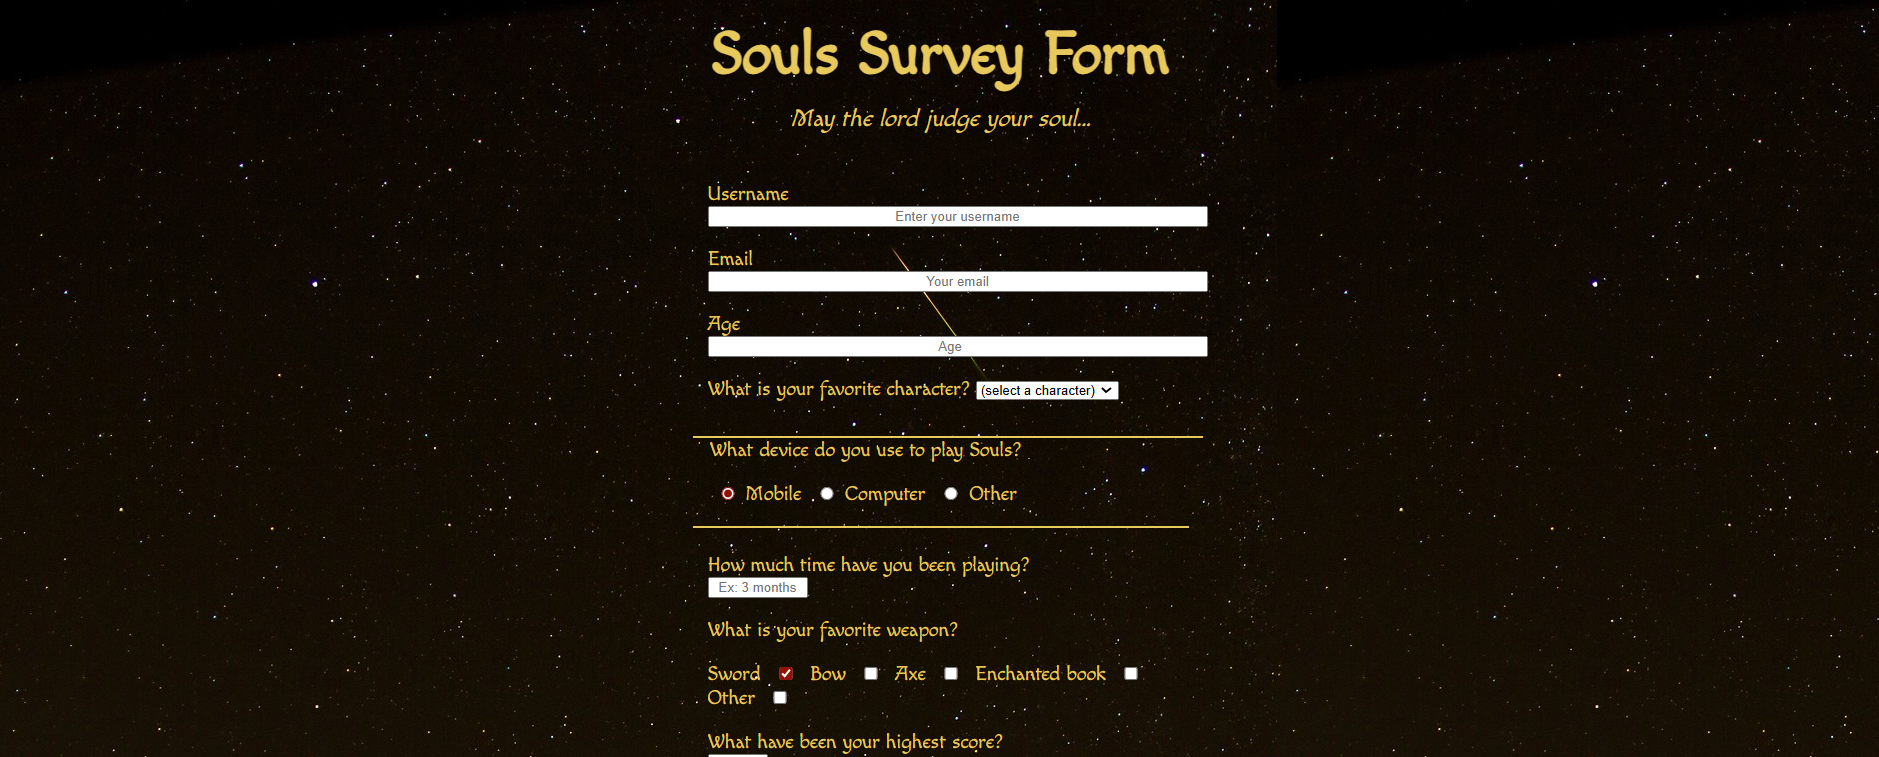 Souls Survey Form
May the lord judge your soul...
Username
Enter your username
Email
Your email
Age
Age
What is your favorite character? (select a character)
What device do you use to play Souls?
Mobile Computer Other
How much time have you been playing?
Ex: 3 months
What is your favorite weapon?
Sword Bow Axe Enchanted book
Other
What have been your highest score?